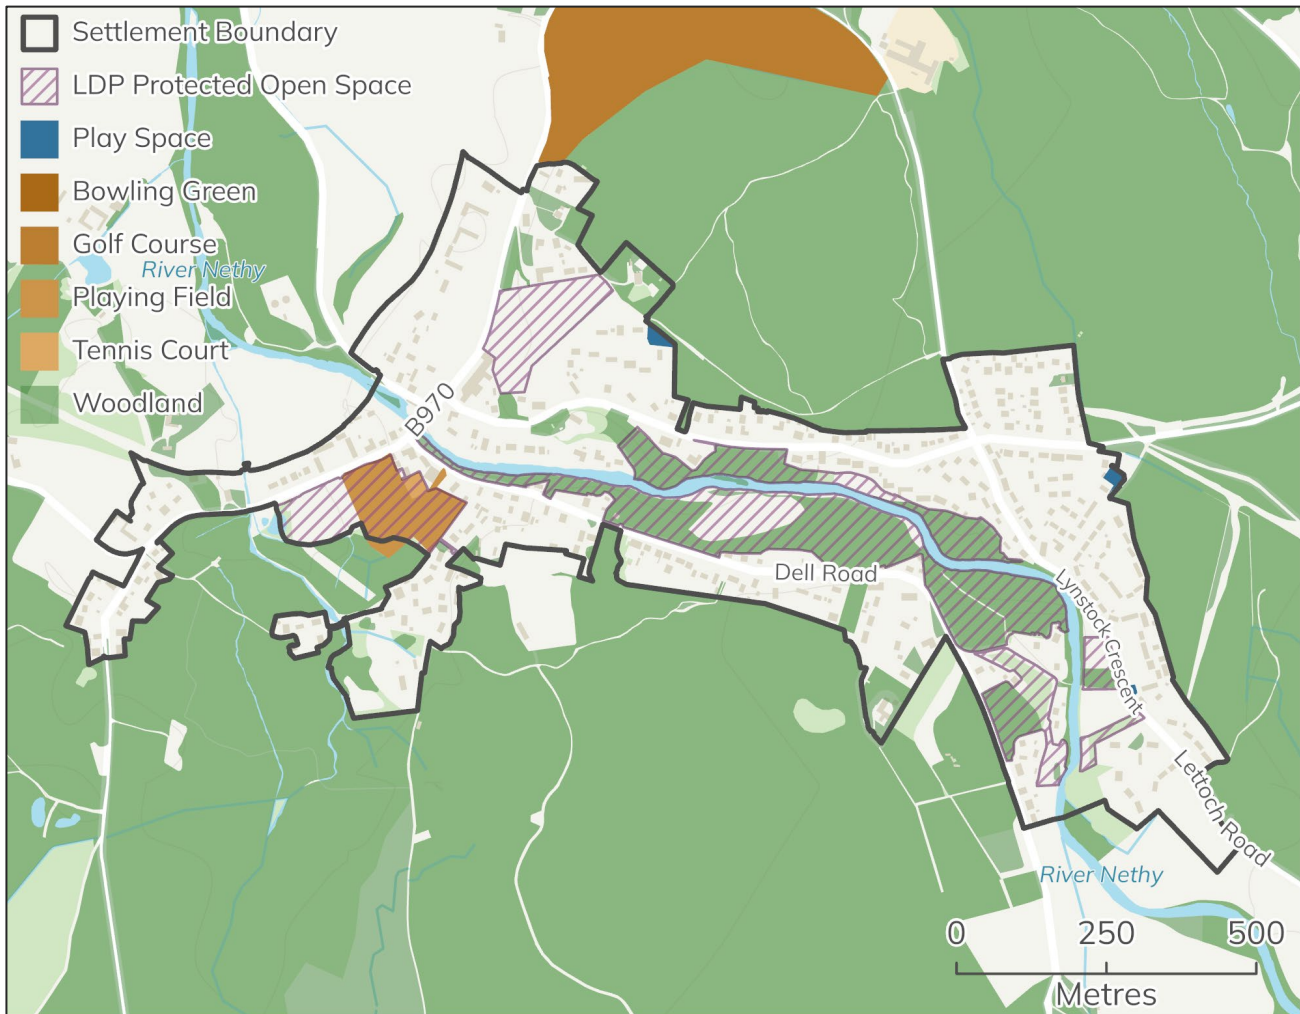 Settlement Boundary
LDP Protected Open Space
Play Space
Bowling Green
Golf Course
River Nethy
Playing Field
Tennis Court
Woodland
B970
Dell Road
Lynstock Crescent
Lettoch Road
River Nethy
0 250 500
Metres